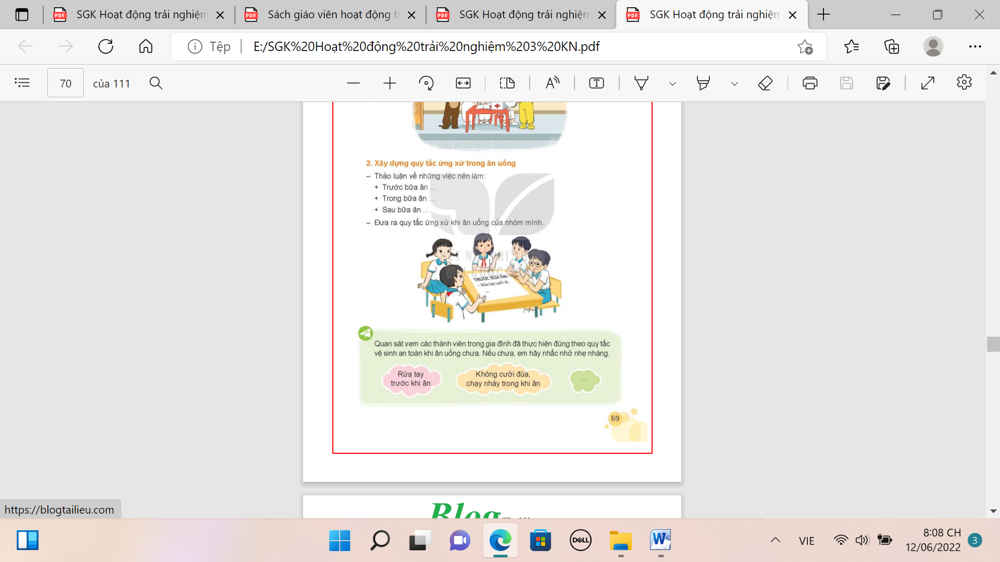 SGK Hoạt động trải nghiệm
Sách giáo viên hoạt động t
SGK Hoạt động trải nghiệm
SGK Hoạt động trải nghiệm
Tệp
E:/SGK%20Hoạt%20động%20trải%20nghiệm%203%20KN.pdf
70 của 111
2. Xây dựng quy tắc ứng xử trong ăn uống
– Thảo luận về những việc nên làm:
+ Trước bữa ăn ...
+ Trong bữa ăn ...
+ Sau bữa ăn ...
– Đưa ra quy tắc ứng xử khi ăn uống của nhóm mình.
TRƯỚC BỮA ĂN:
– Rửa tay sạch sẽ.
...
Quan sát xem các thành viên trong gia đình đã thực hiện đúng theo quy tắc
vệ sinh an toàn khi ăn uống chưa. Nếu chưa, em hãy nhắc nhở nhẹ nhàng.
Rửa tay
trước khi ăn
Không cười đùa,
chạy nhảy trong khi ăn
...
69
https://blogtailieu.com
Blog
DELL
VIE
8:08 CH
12/06/2022
3